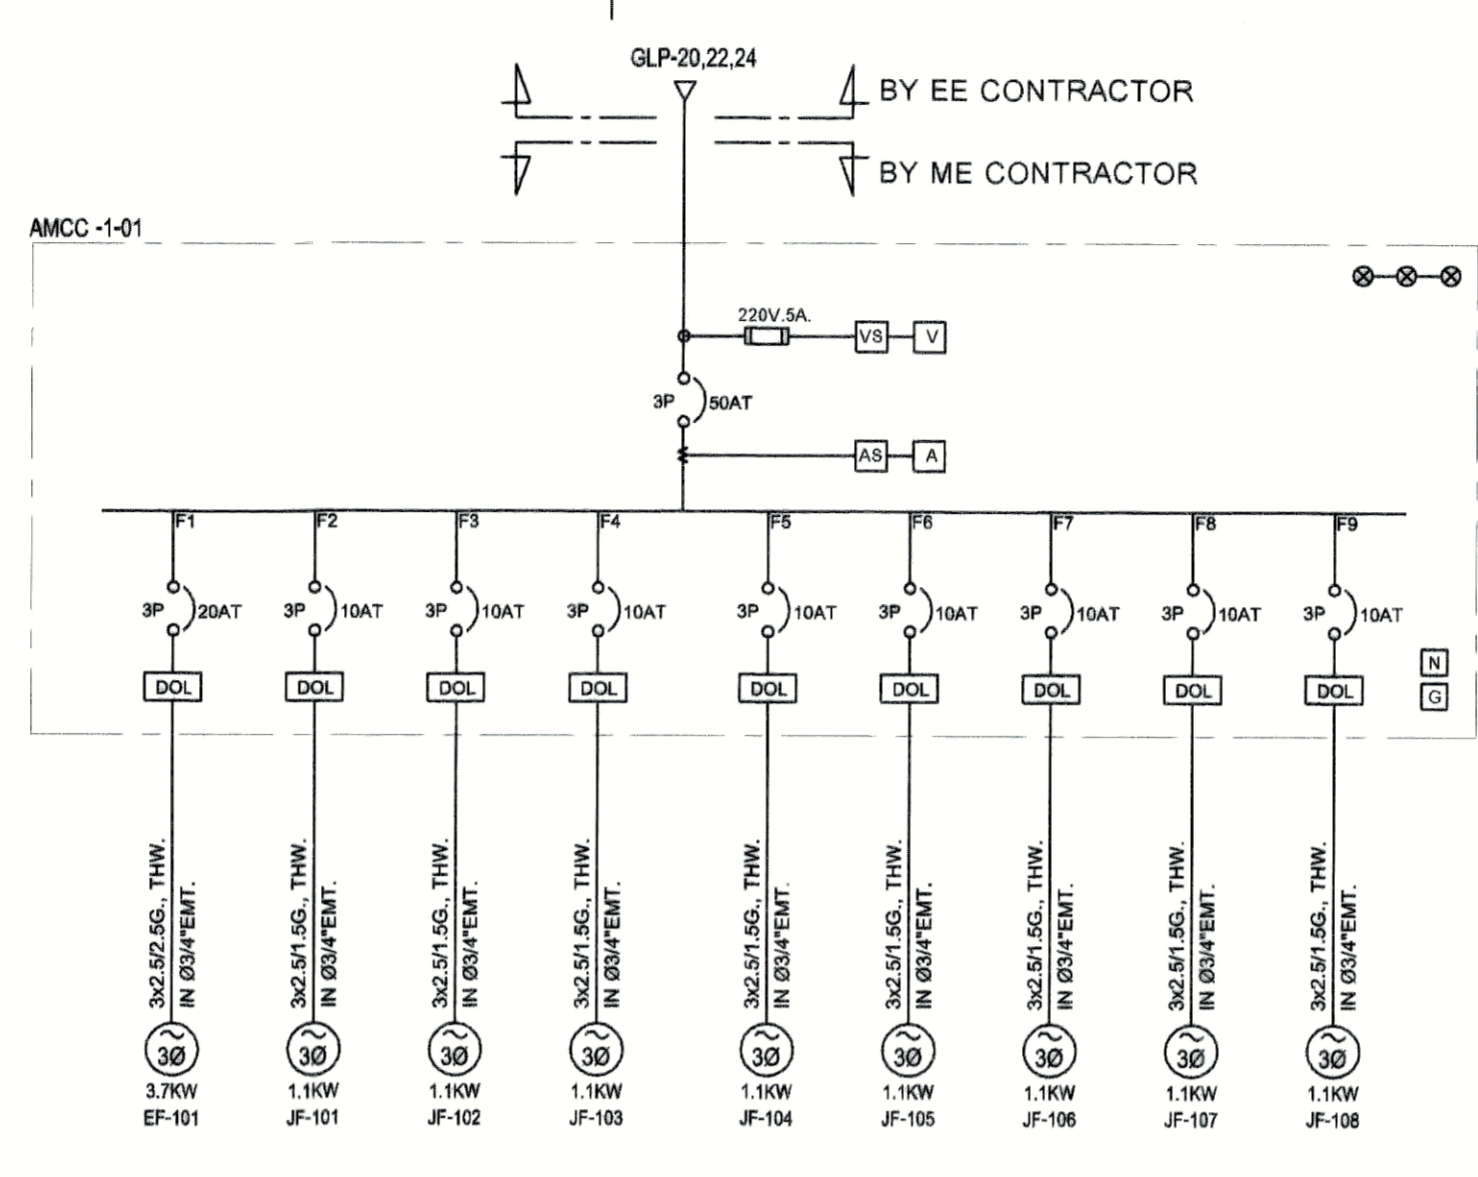 GLP-20,22,24
BY EE CONTRACTOR
BY ME CONTRACTOR
AMCC -1-01
220V.5A.
VS V
3P 50AT
AS A
F1 F2 F3 F4 F5 F6 F7 F8 F9
3P 20AT 3P 10AT 3P 10AT 3P 10AT 3P 10AT 3P 10AT 3P 10AT 3P 10AT 3P 10AT
N
DOL DOL DOL DOL DOL DOL DOL DOL DOL
G
3x2.5/2.5G., THW.
IN Ø3/4"EMT.
3x2.5/1.5G., THW.
IN Ø3/4"EMT.
3x2.5/1.5G., THW.
IN Ø3/4"EMT.
3x2.5/1.5G., THW.
IN Ø3/4"EMT.
3x2.5/1.5G., THW.
IN Ø3/4"EMT.
3x2.5/1.5G., THW.
IN Ø3/4"EMT.
3x2.5/1.5G., THW.
IN Ø3/4"EMT.
3x2.5/1.5G., THW.
IN Ø3/4"EMT.
3x2.5/1.5G., THW.
IN Ø3/4"EMT.
~ ~ ~ ~ ~ ~ ~ ~ ~
3Ø 3Ø 3Ø 3Ø 3Ø 3Ø 3Ø 3Ø 3Ø
3.7KW 1.1KW 1.1KW 1.1KW 1.1KW 1.1KW 1.1KW 1.1KW 1.1KW
EF-101 JF-101 JF-102 JF-103 JF-104 JF-105 JF-106 JF-107 JF-108